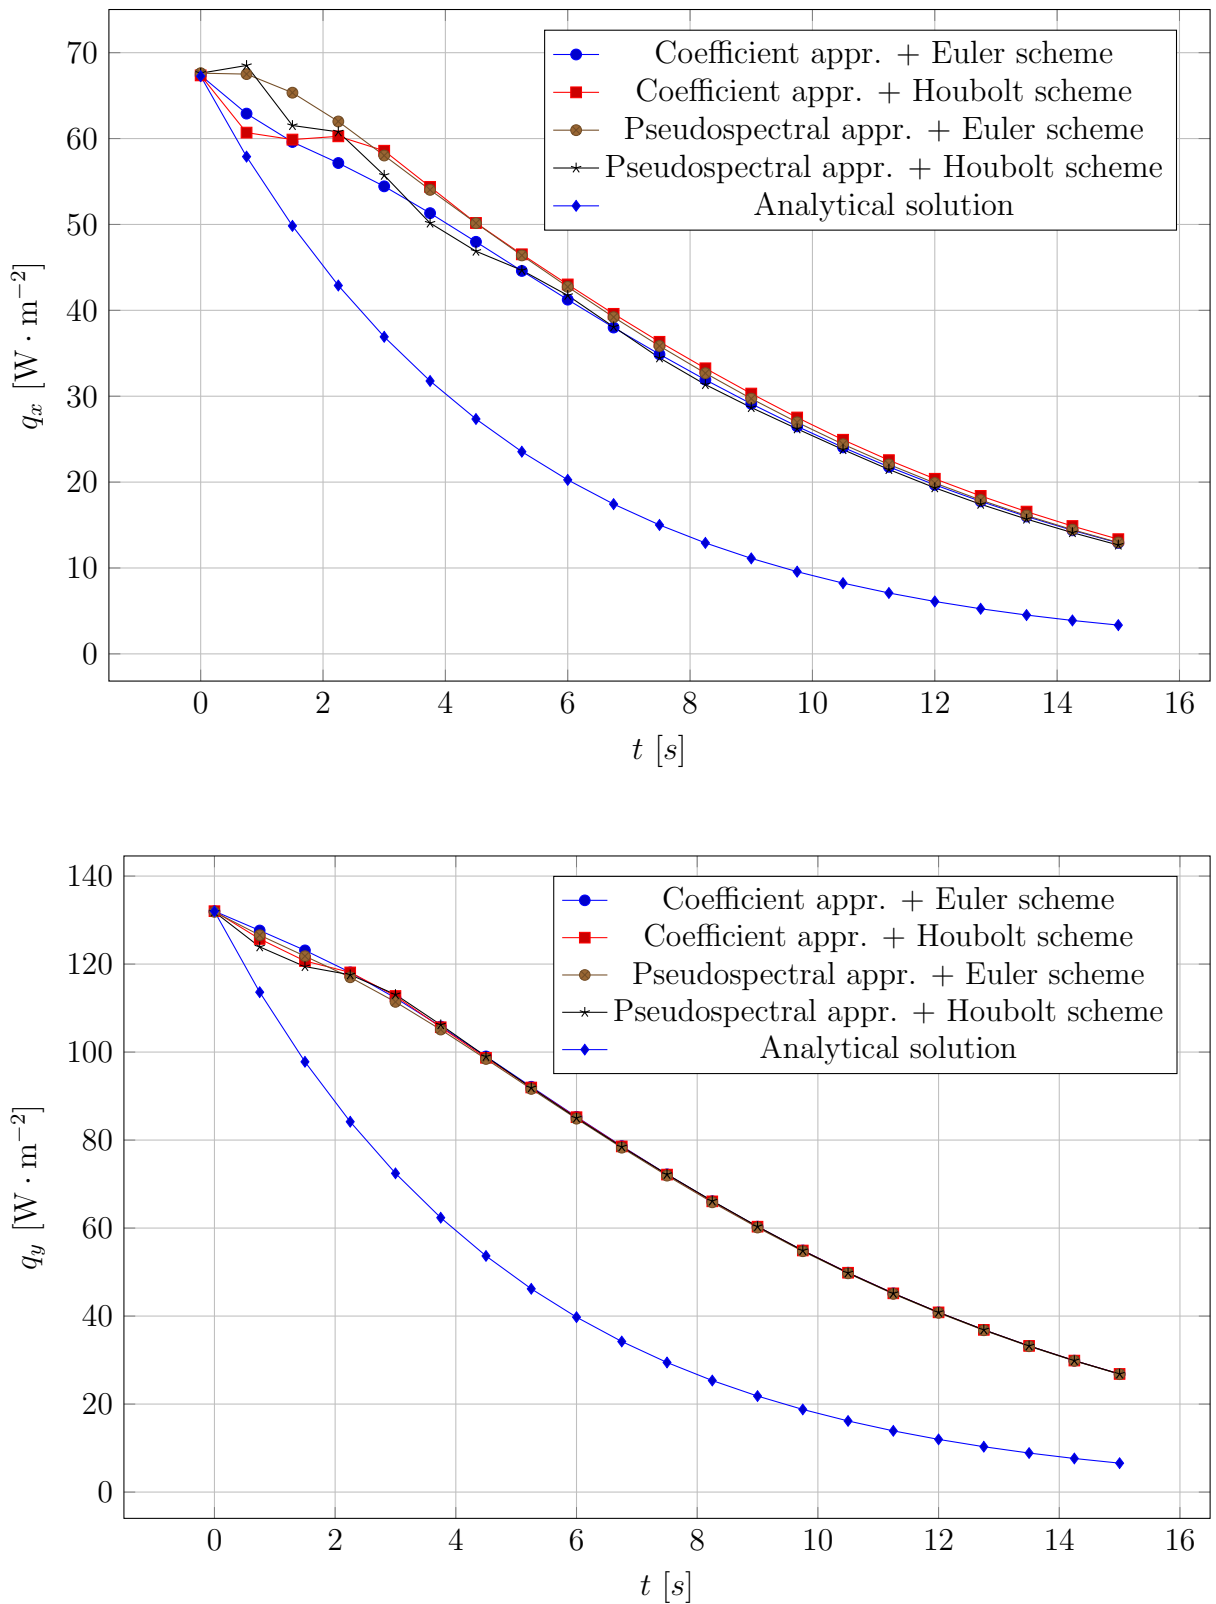 70
60
50
40
30
20
10
0
q_x [W · m⁻²]
Coefficient appr. + Euler scheme
Coefficient appr. + Houbolt scheme
Pseudospectral appr. + Euler scheme
Pseudospectral appr. + Houbolt scheme
Analytical solution
0 2 4 6 8 10 12 14 16
t [s]
140
120
100
80
60
40
20
0
q_y [W · m⁻²]
Coefficient appr. + Euler scheme
Coefficient appr. + Houbolt scheme
Pseudospectral appr. + Euler scheme
Pseudospectral appr. + Houbolt scheme
Analytical solution
0 2 4 6 8 10 12 14 16
t [s]